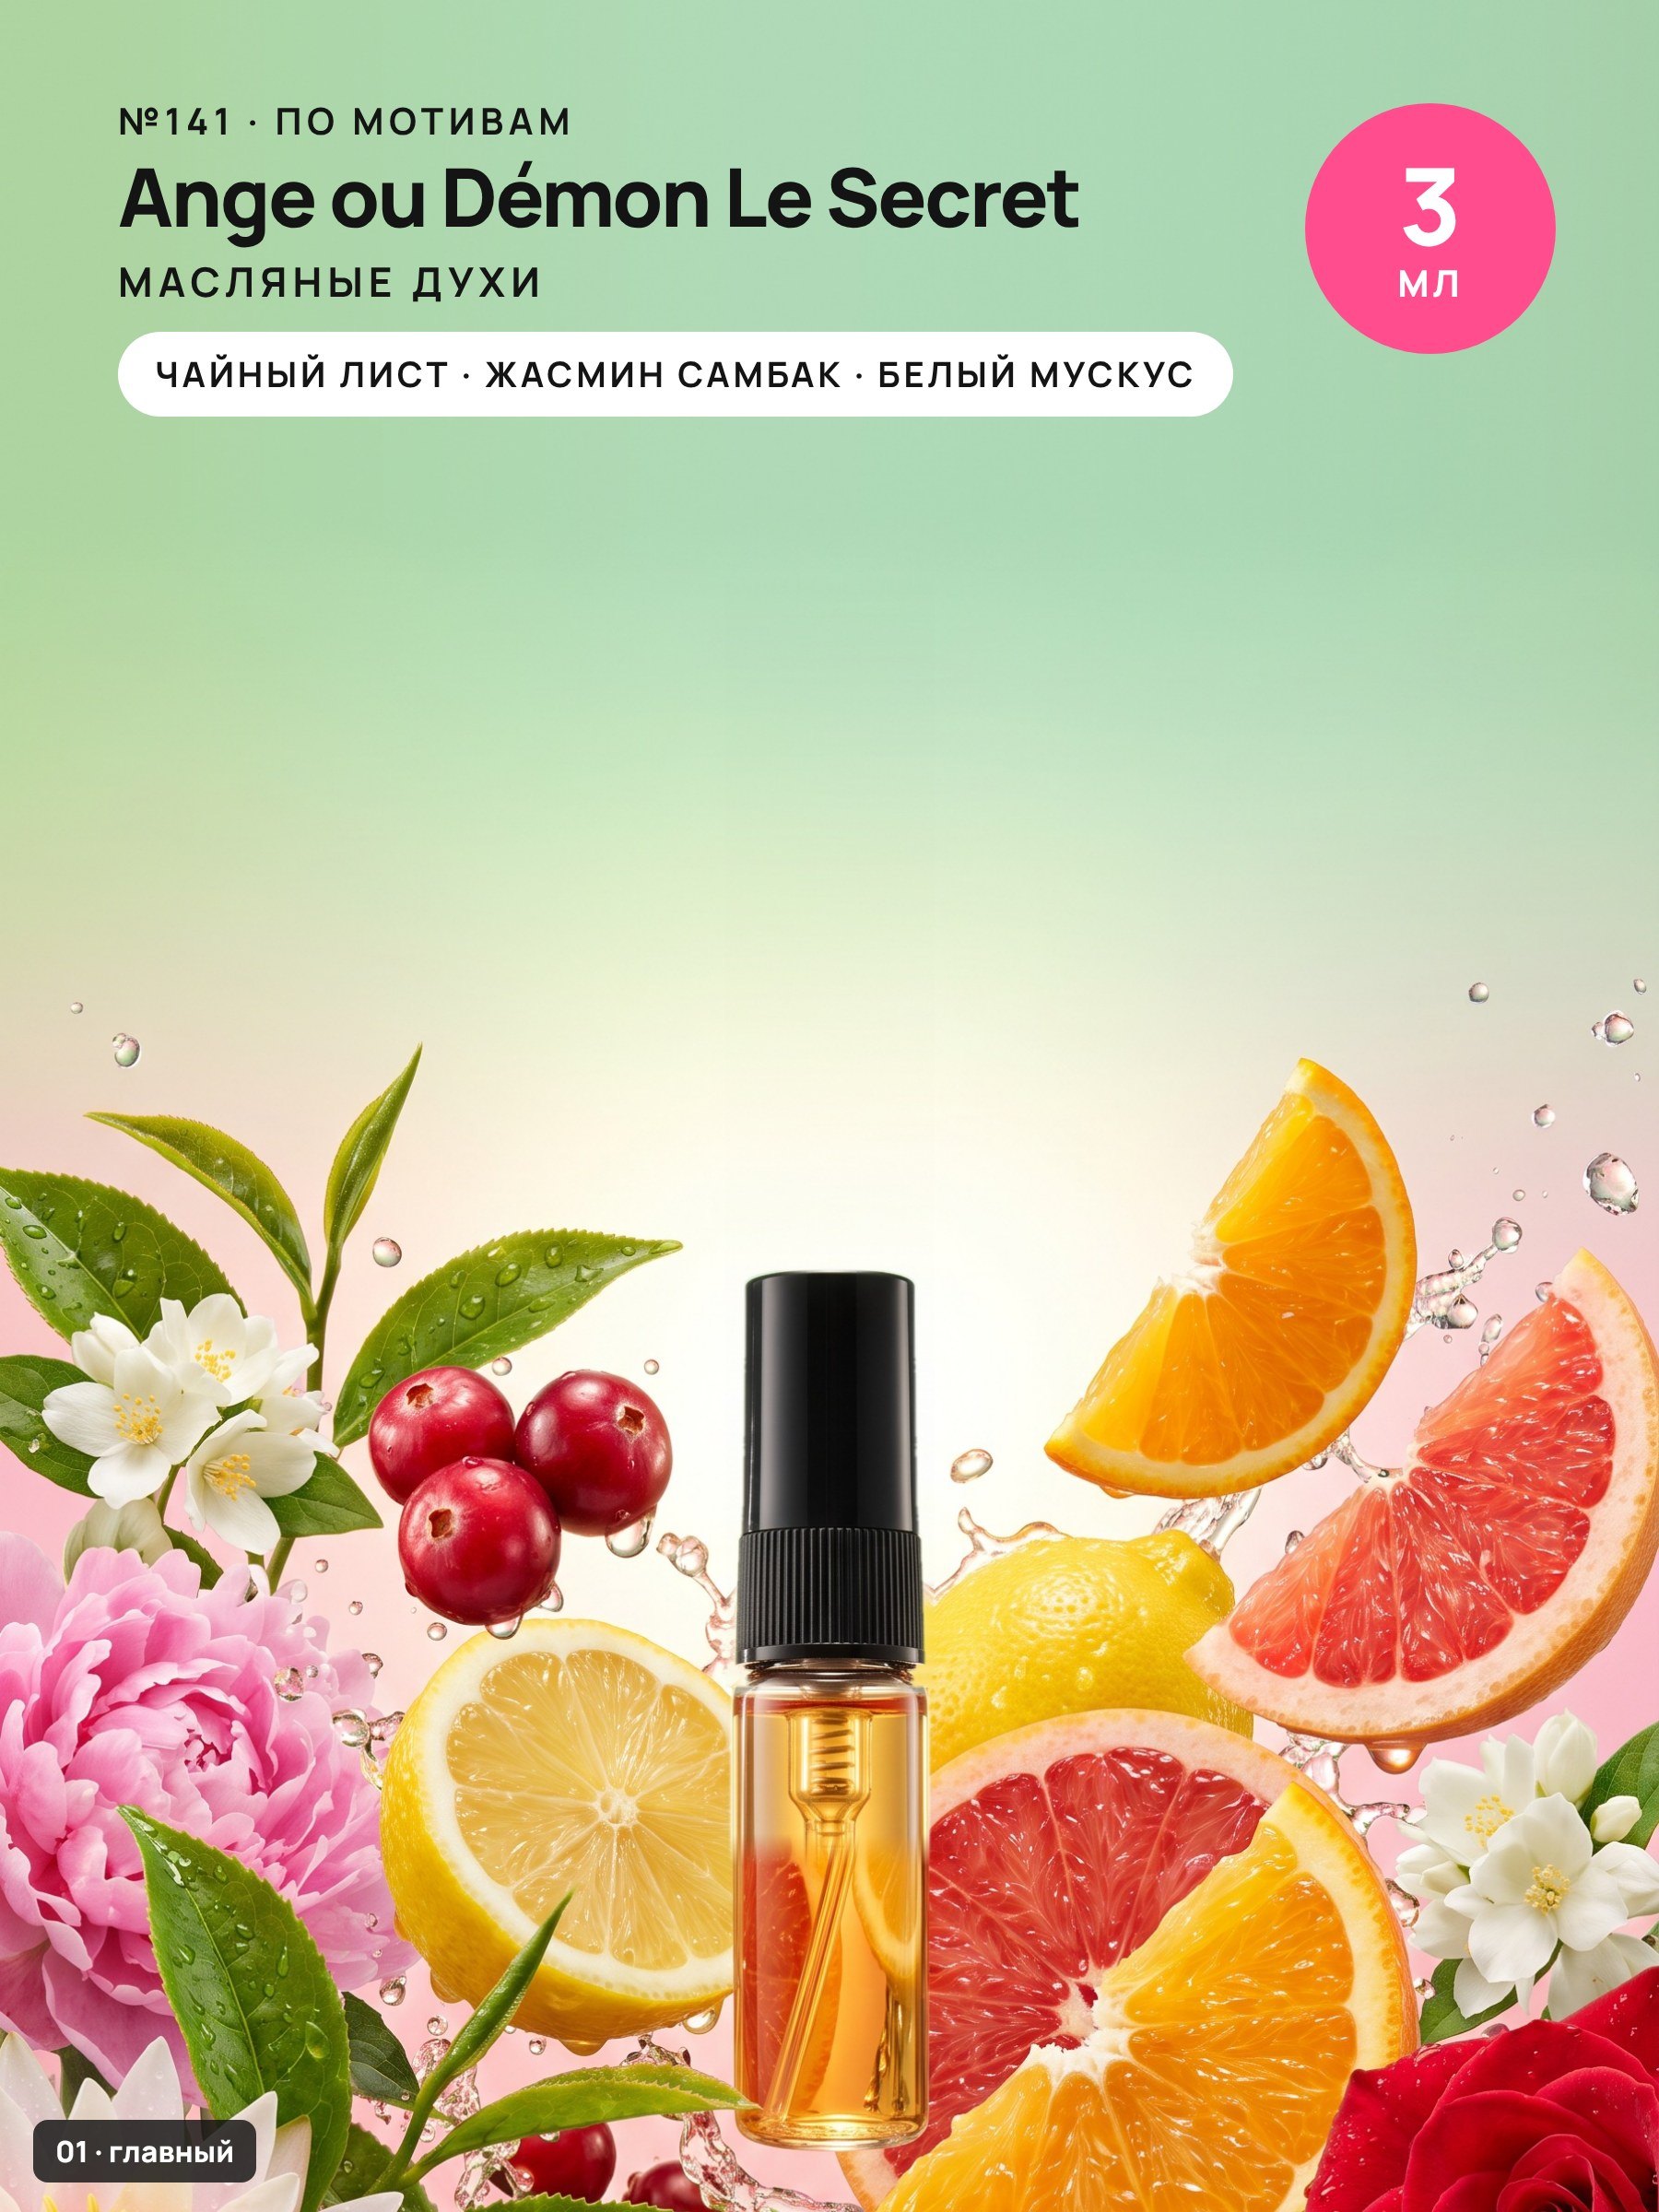 №141 · ПО МОТИВАМ
Ange ou Démon Le Secret
МАСЛЯНЫЕ ДУХИ
ЧАЙНЫЙ ЛИСТ · ЖАСМИН САМБАК · БЕЛЫЙ МУСКУС
3
МЛ
01 · главный